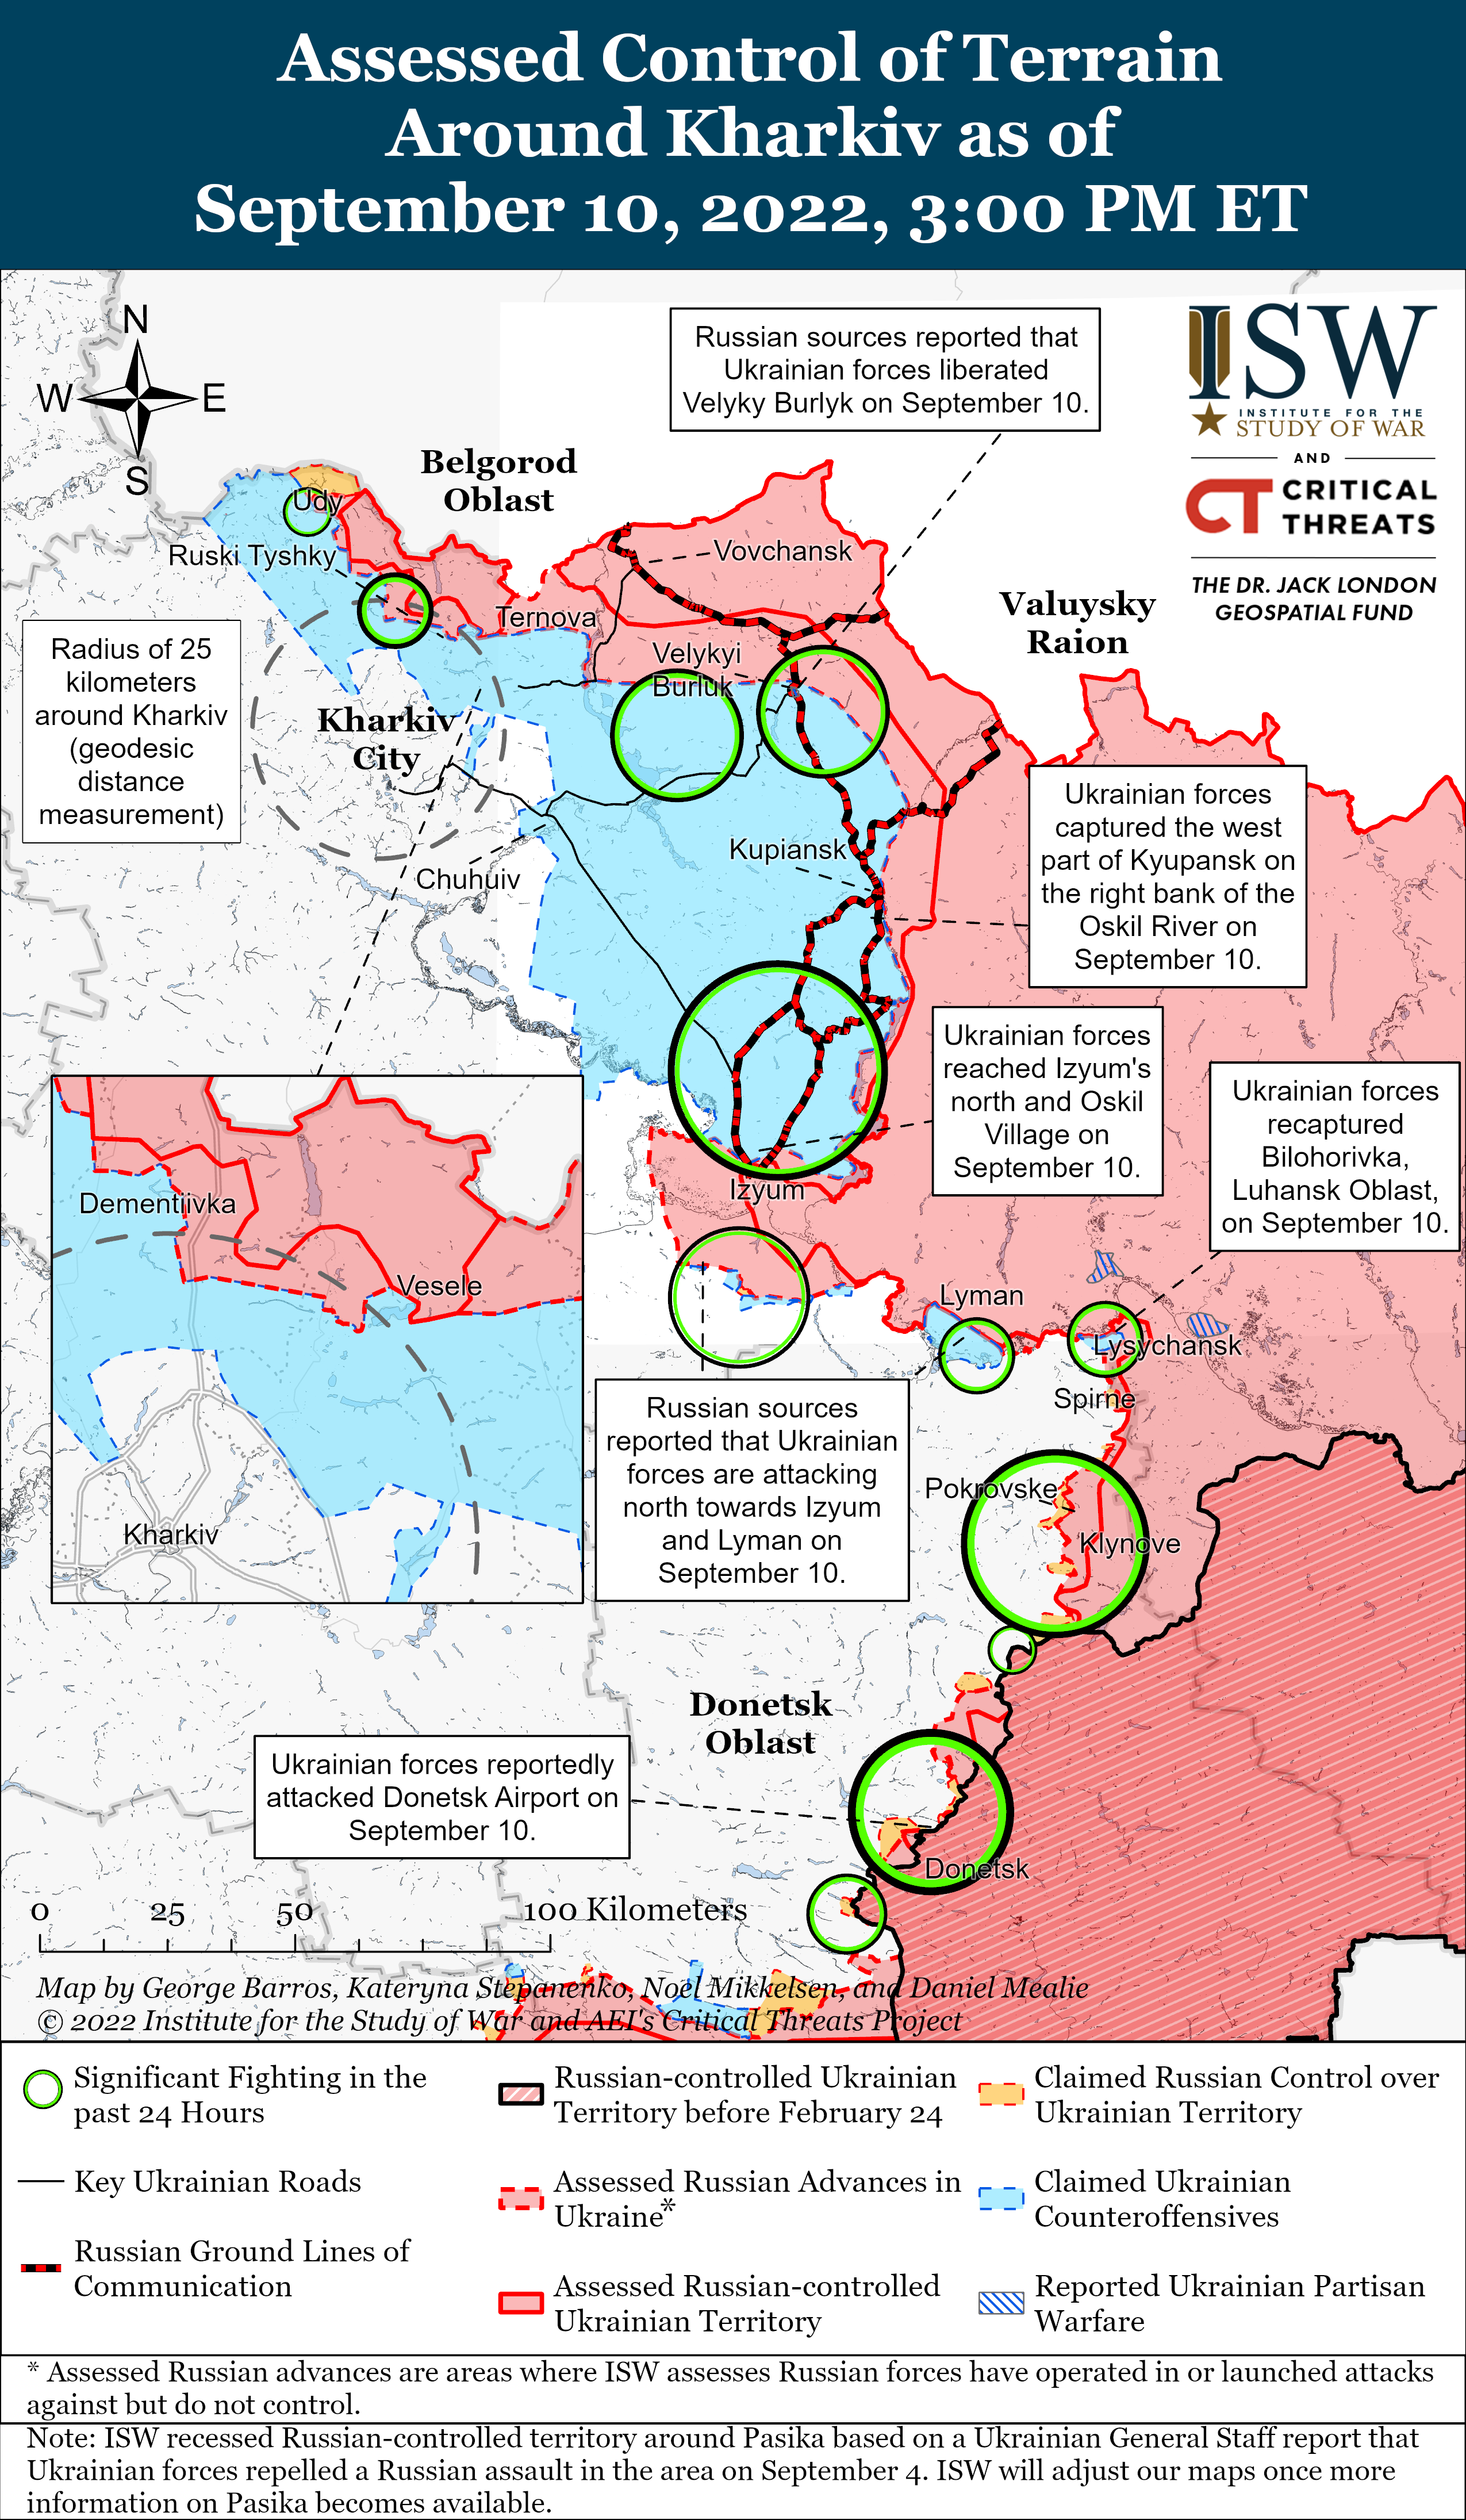 Assessed Control of Terrain
Around Kharkiv as of
September 10, 2022, 3:00 PM ET
N
W
E
S
Russian sources reported that
Ukrainian forces liberated
Velyky Burlyk on September 10.
ISW
INSTITUTE FOR THE
STUDY OF WAR
AND
CT CRITICAL
THREATS
THE DR. JACK LONDON
GEOSPATIAL FUND
Belgorod
Oblast
Udy
Ruski Tyshky
Vovchansk
Ternova
Valuysky
Raion
Radius of 25
kilometers
around Kharkiv
(geodesic
distance
measurement)
Velykyi
Burluk
Kharkiv
City
Ukrainian forces
captured the west
part of Kyupansk on
the right bank of the
Oskil River on
September 10.
Kupiansk
Chuhuiv
Ukrainian forces
reached Izyum's
north and Oskil
Village on
September 10.
Ukrainian forces
recaptured
Bilohorivka,
Luhansk Oblast,
on September 10.
Izyum
Dementiivka
Vesele
Kharkiv
Lyman
Lysychansk
Spirne
Russian sources
reported that Ukrainian
forces are attacking
north towards Izyum
and Lyman on
September 10.
Pokrovske
Klynove
Donetsk
Oblast
Ukrainian forces reportedly
attacked Donetsk Airport on
September 10.
Donetsk
0 25 50 100 Kilometers
Map by George Barros, Kateryna Stepanenko, Noel Mikkelsen, and Daniel Mealie
© 2022 Institute for the Study of War and AEI's Critical Threats Project
Significant Fighting in the
past 24 Hours
Key Ukrainian Roads
Russian Ground Lines of
Communication
Russian-controlled Ukrainian
Territory before February 24
Assessed Russian Advances in
Ukraine*
Assessed Russian-controlled
Ukrainian Territory
Claimed Russian Control over
Ukrainian Territory
Claimed Ukrainian
Counteroffensives
Reported Ukrainian Partisan
Warfare
* Assessed Russian advances are areas where ISW assesses Russian forces have operated in or launched attacks
against but do not control.
Note: ISW recessed Russian-controlled territory around Pasika based on a Ukrainian General Staff report that
Ukrainian forces repelled a Russian assault in the area on September 4. ISW will adjust our maps once more
information on Pasika becomes available.